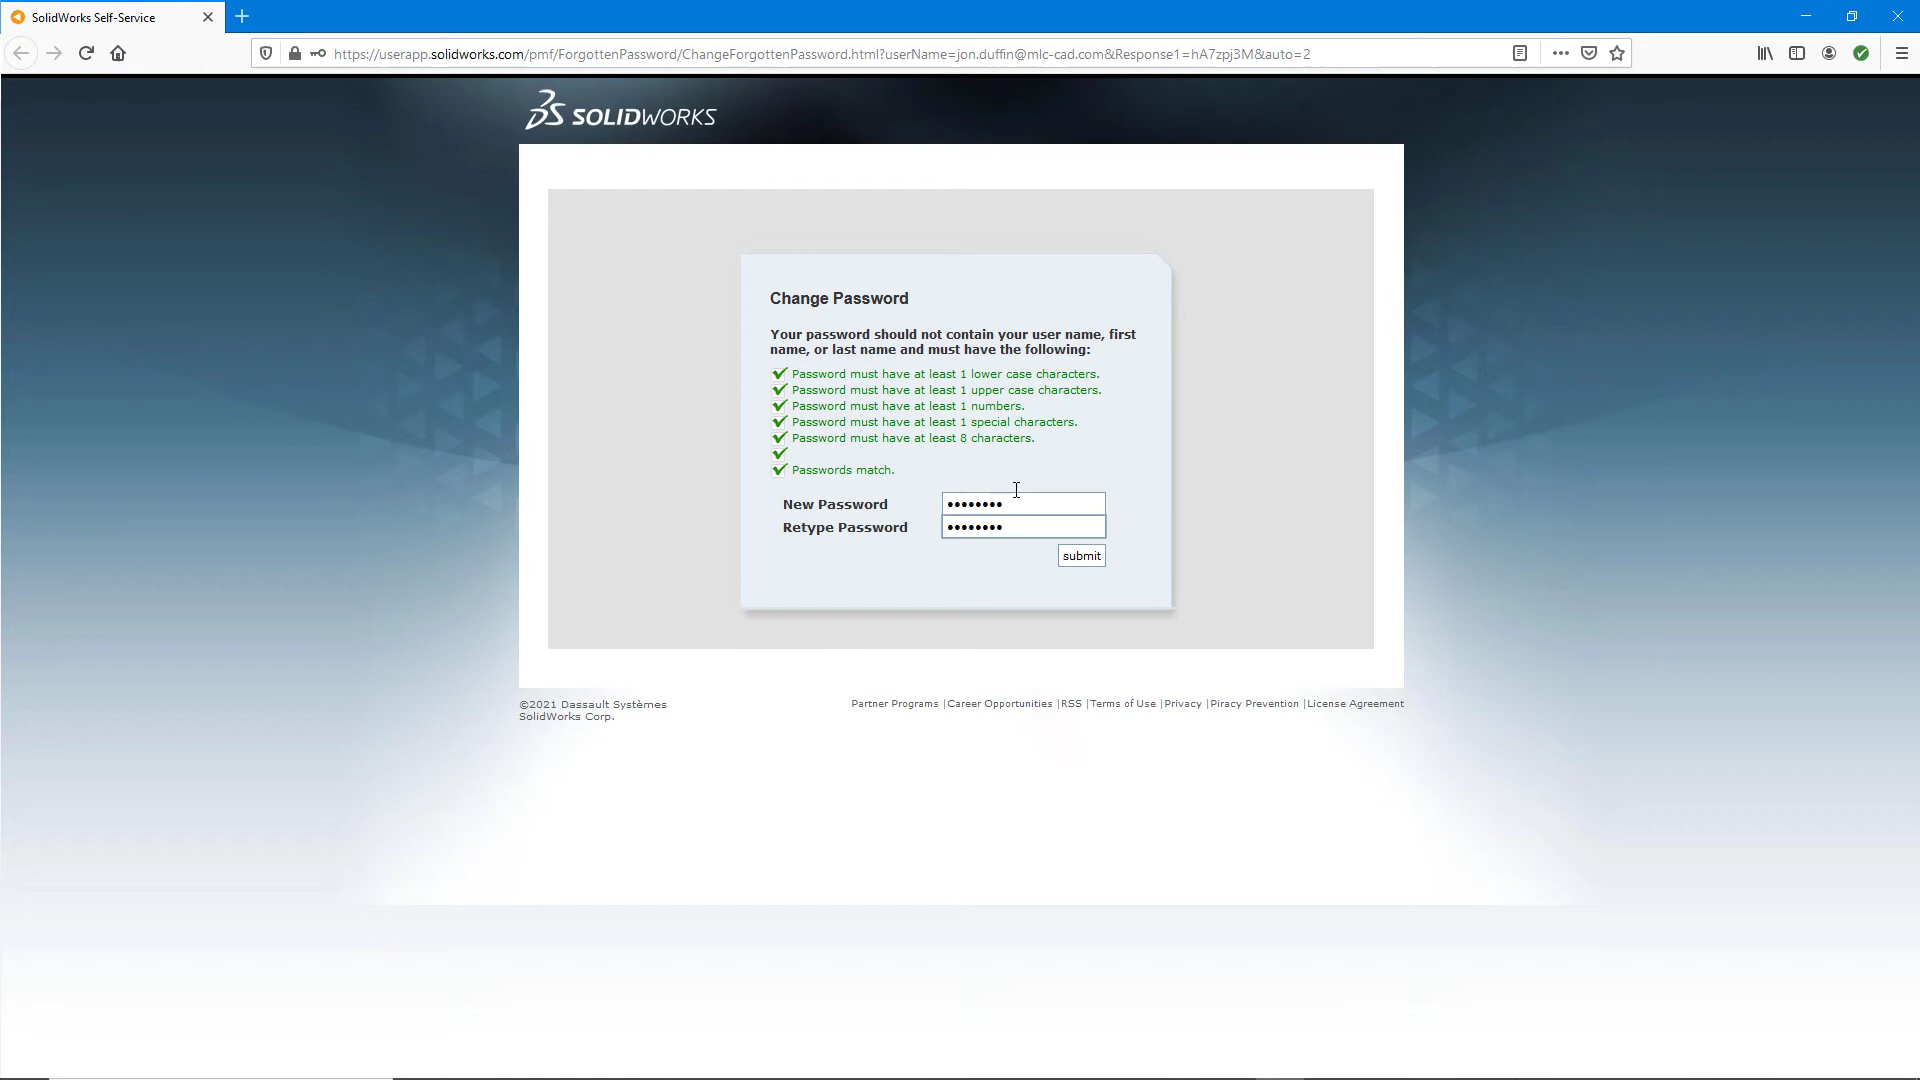 SolidWorks Self-Service
https://userapp.solidworks.com/pmf/ForgottenPassword/ChangeForgottenPassword.html?userName=jon.duffin@mlc-cad.com&Response1=hA7zpj3M&auto=2
SOLIDWORKS
Change Password
Your password should not contain your user name, first
name, or last name and must have the following:
Password must have at least 1 lower case characters.
Password must have at least 1 upper case characters.
Password must have at least 1 numbers.
Password must have at least 1 special characters.
Password must have at least 8 characters.
Passwords match.
New Password ••••••••
Retype Password ••••••••
submit
©2021 Dassault Systèmes
SolidWorks Corp.
Partner Programs |Career Opportunities |RSS |Terms of Use |Privacy |Piracy Prevention |License Agreement